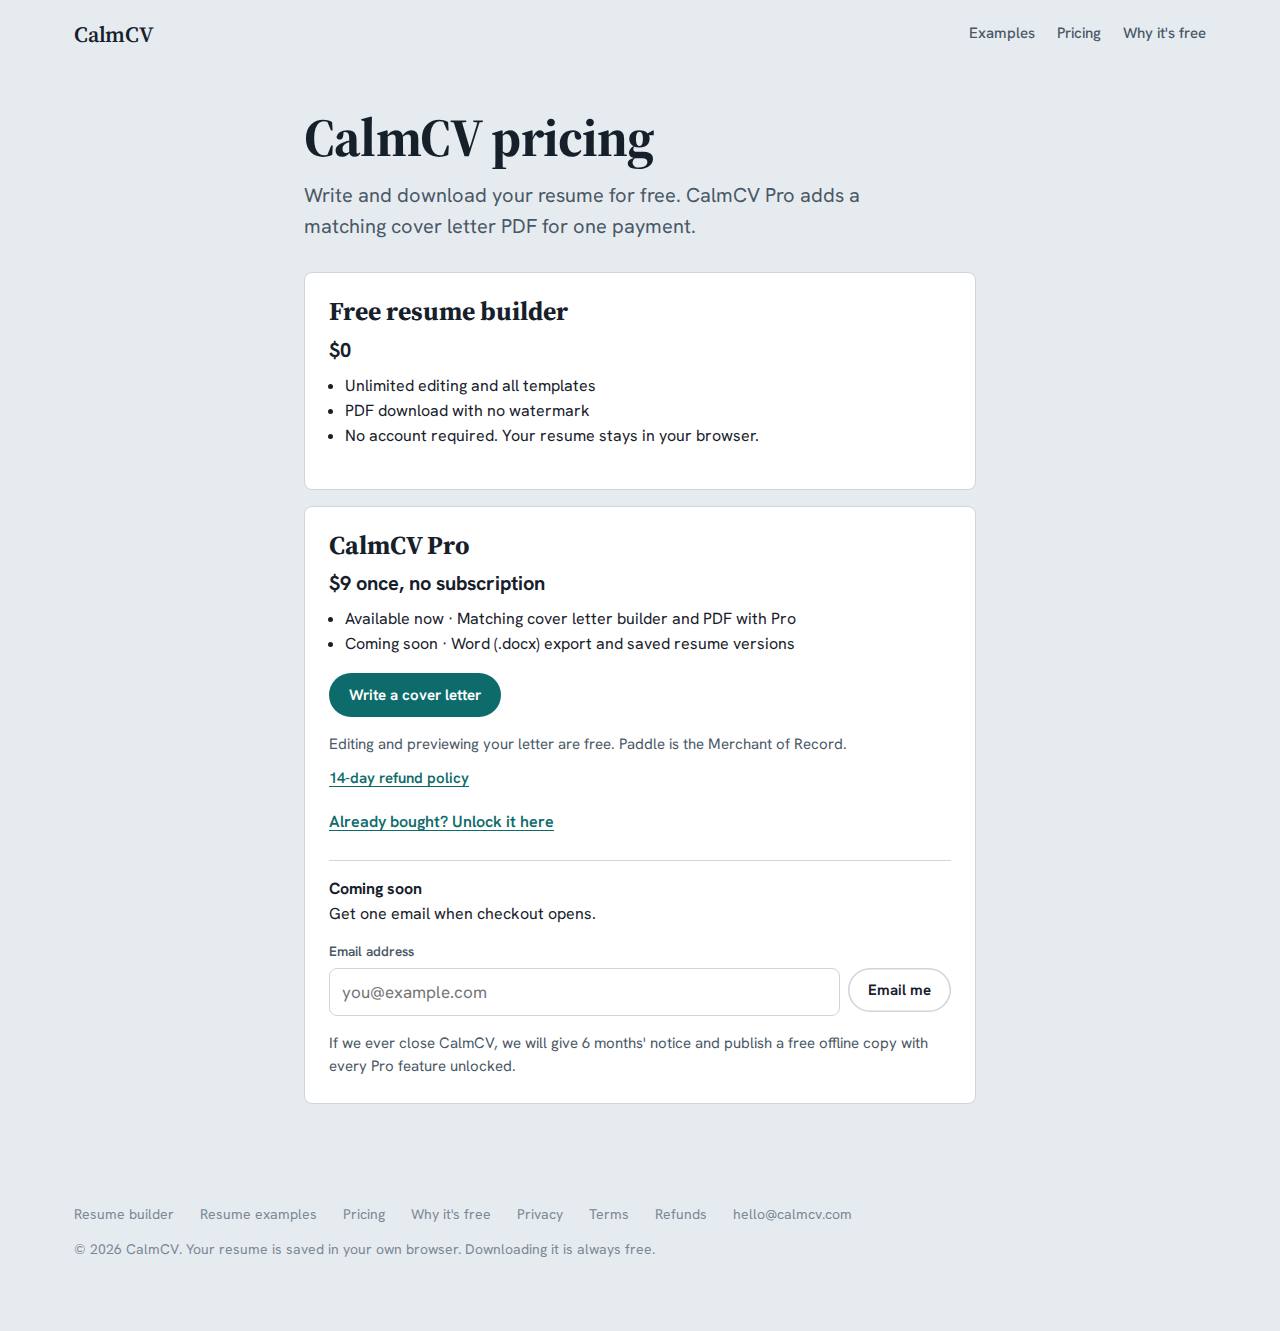 CalmCV
Examples Pricing Why it's free
CalmCV pricing
Write and download your resume for free. CalmCV Pro adds a
matching cover letter PDF for one payment.
Free resume builder
$0
• Unlimited editing and all templates
• PDF download with no watermark
• No account required. Your resume stays in your browser.
CalmCV Pro
$9 once, no subscription
• Available now · Matching cover letter builder and PDF with Pro
• Coming soon · Word (.docx) export and saved resume versions
Write a cover letter
Editing and previewing your letter are free. Paddle is the Merchant of Record.
14-day refund policy
Already bought? Unlock it here
Coming soon
Get one email when checkout opens.
Email address
you@example.com
Email me
If we ever close CalmCV, we will give 6 months' notice and publish a free offline copy with
every Pro feature unlocked.
Resume builder Resume examples Pricing Why it's free Privacy Terms Refunds hello@calmcv.com
© 2026 CalmCV. Your resume is saved in your own browser. Downloading it is always free.